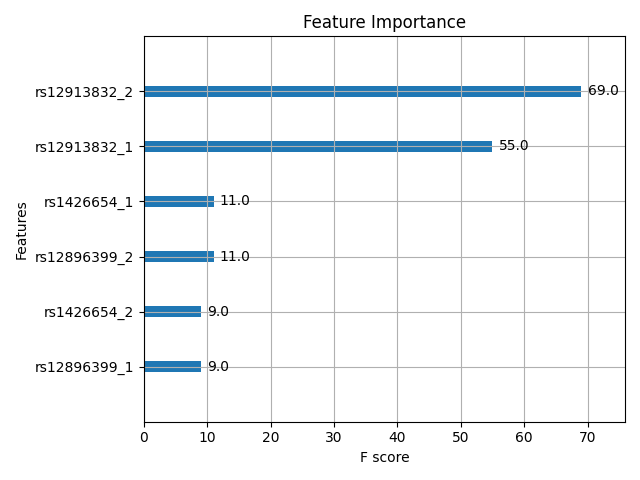 Feature Importance
rs12913832_2
69.0
rs12913832_1
55.0
rs1426654_1
11.0
rs12896399_2
11.0
rs1426654_2
9.0
rs12896399_1
9.0
Features
0 10 20 30 40 50 60 70
F score